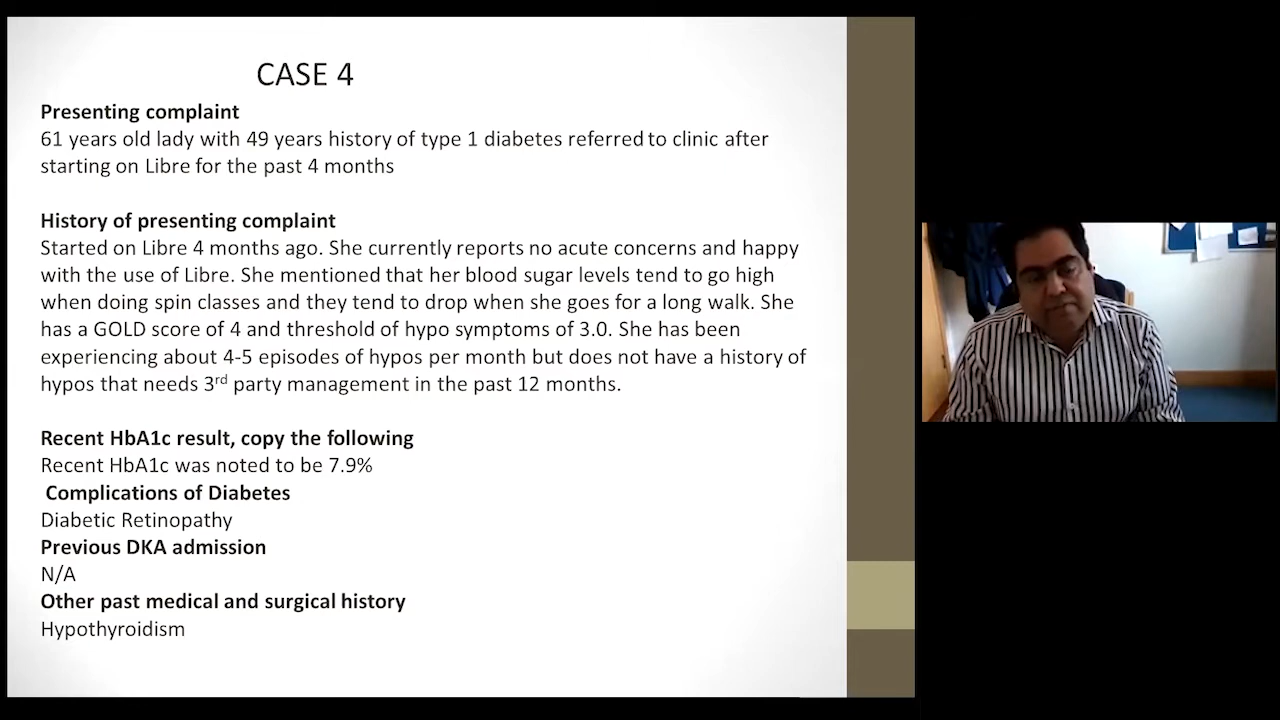 CASE 4
Presenting complaint
61 years old lady with 49 years history of type 1 diabetes referred to clinic after
starting on Libre for the past 4 months
History of presenting complaint
Started on Libre 4 months ago. She currently reports no acute concerns and happy
with the use of Libre. She mentioned that her blood sugar levels tend to go high
when doing spin classes and they tend to drop when she goes for a long walk. She
has a GOLD score of 4 and threshold of hypo symptoms of 3.0. She has been
experiencing about 4-5 episodes of hypos per month but does not have a history of
hypos that needs 3rd party management in the past 12 months.
Recent HbA1c result, copy the following
Recent HbA1c was noted to be 7.9%
Complications of Diabetes
Diabetic Retinopathy
Previous DKA admission
N/A
Other past medical and surgical history
Hypothyroidism